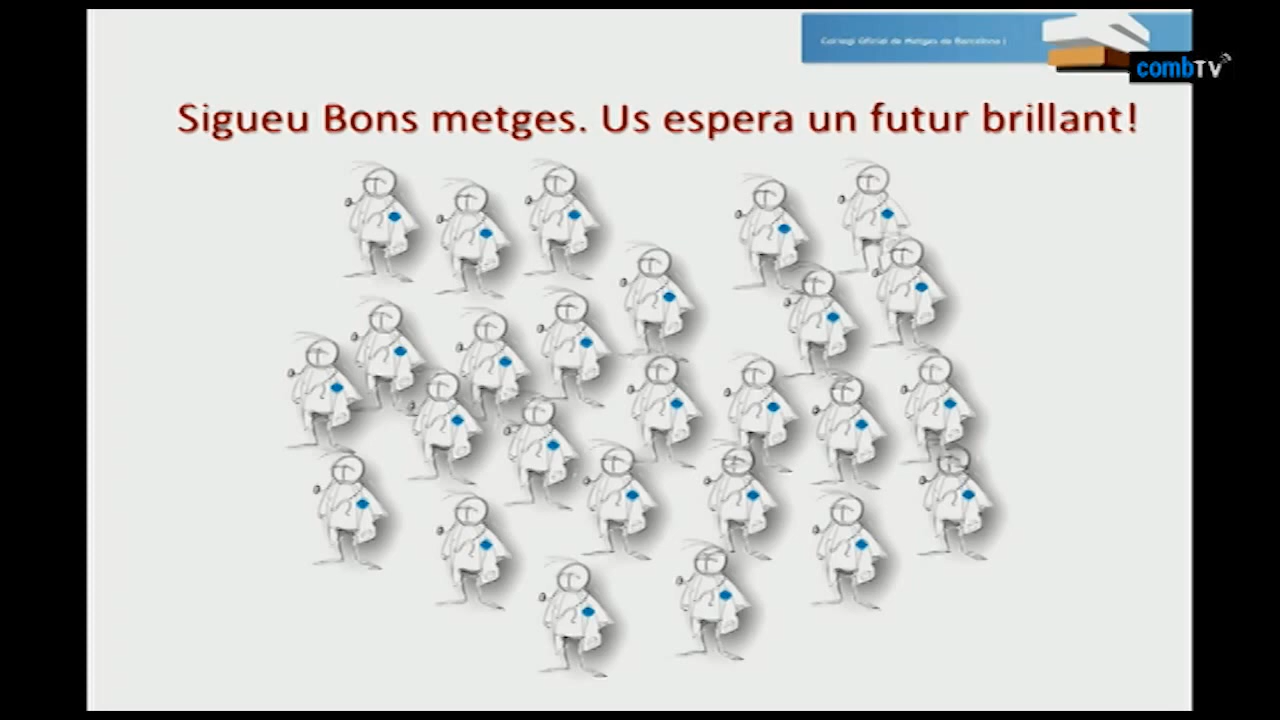 Col·legi Oficial de Metges de Barcelona |
combTV
Sigueu Bons metges. Us espera un futur brillant!